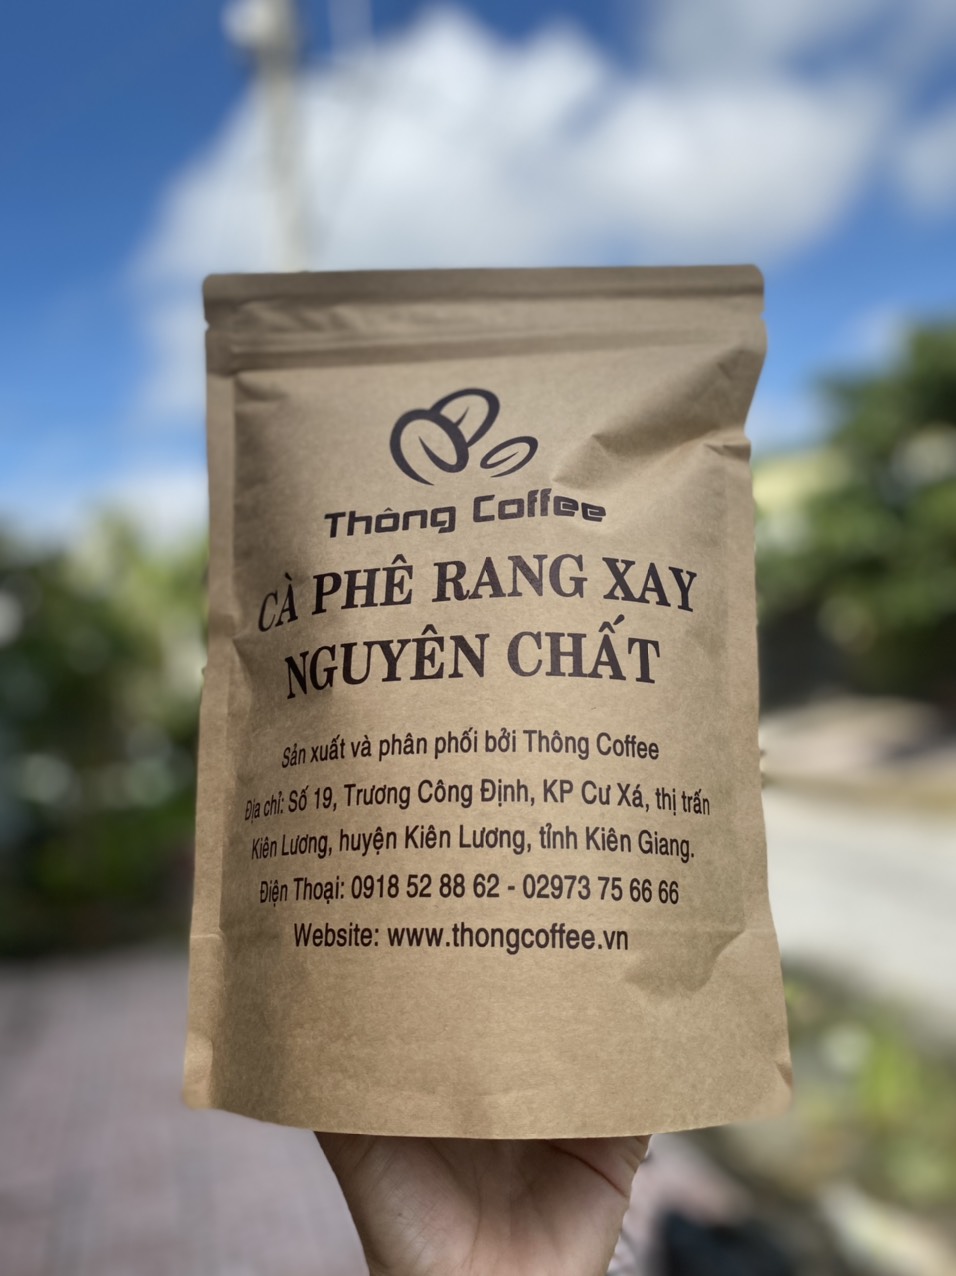 Thông Coffee
CÀ PHÊ RANG XAY
NGUYÊN CHẤT
Sản xuất và phân phối bởi Thông Coffee
Địa chỉ: Số 19, Trương Công Định, KP Cư Xá, thị trấn
Kiên Lương, huyện Kiên Lương, tỉnh Kiên Giang.
Điện Thoại: 0918 52 88 62 - 02973 75 66 66
Website: www.thongcoffee.vn